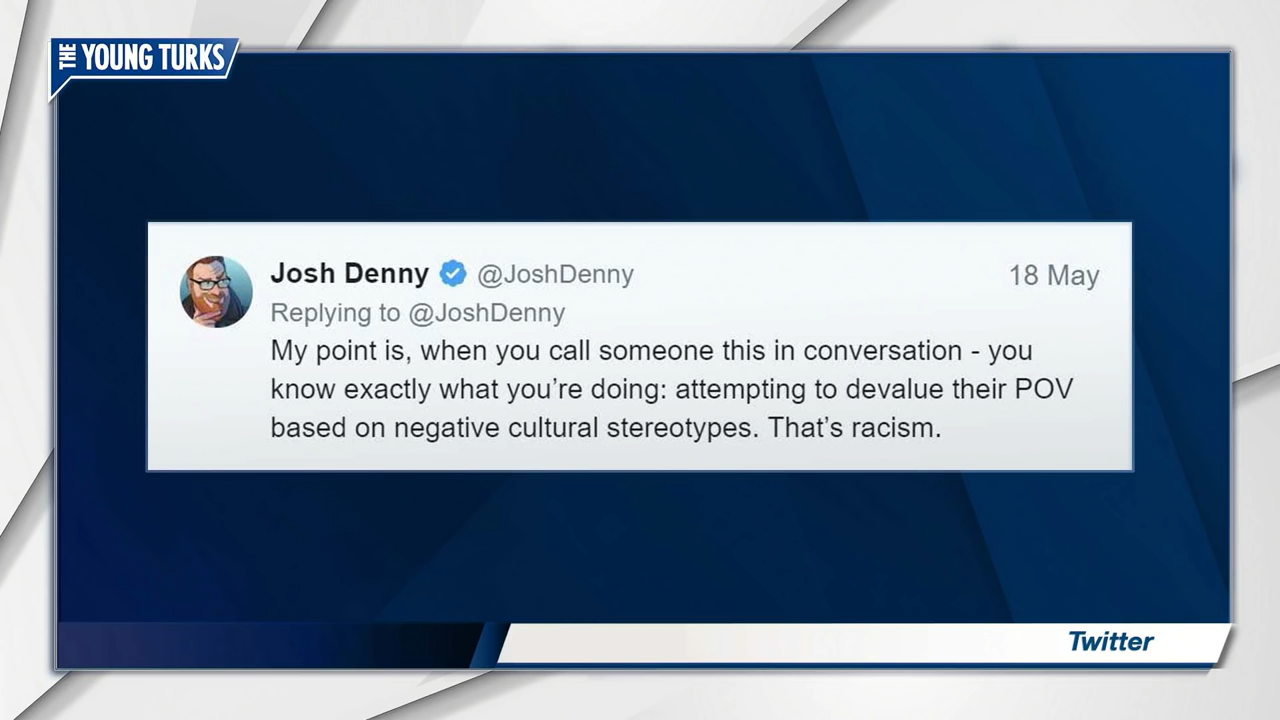 THE YOUNG TURKS
Josh Denny @JoshDenny 18 May
Replying to @JoshDenny
My point is, when you call someone this in conversation - you
know exactly what you’re doing: attempting to devalue their POV
based on negative cultural stereotypes. That’s racism.
Twitter